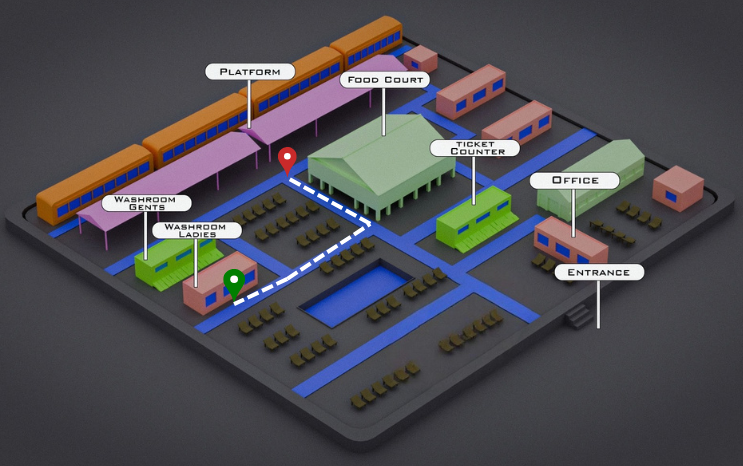 PLATFORM
FOOD COURT
TICKET
COUNTER
OFFICE
WASHROOM
GENTS
WASHROOM
LADIES
ENTRANCE